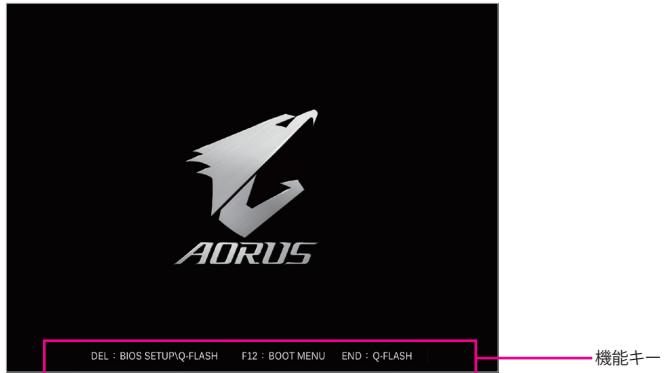 AORUS
DEL：BIOS SETUP\Q-FLASH F12：BOOT MENU END：Q-FLASH
機能キー